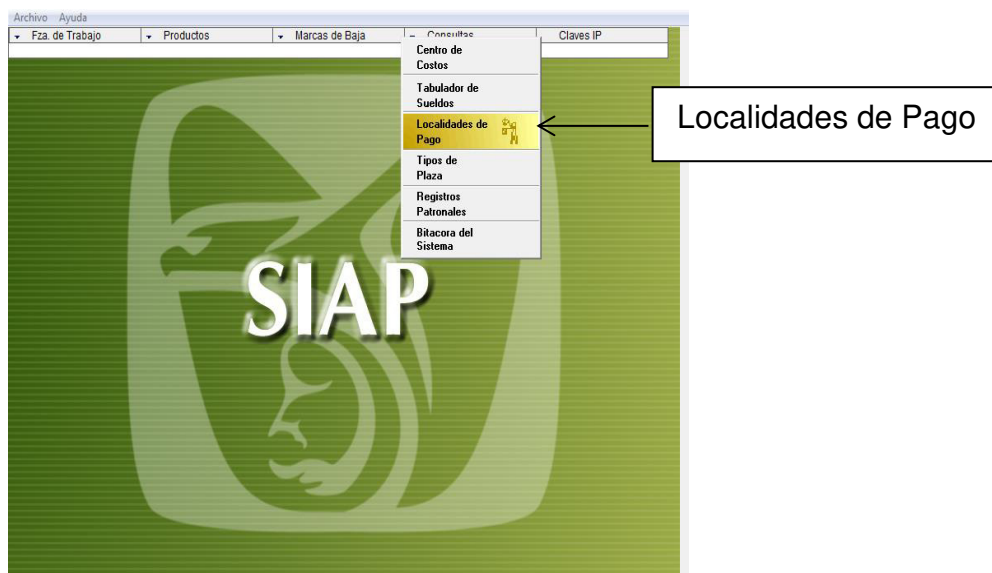 Archivo Ayuda
Fza. de Trabajo Productos Marcas de Baja Consultas Claves IP
Centro de
Costos
Tabulador de
Sueldos
Localidades de
Pago
Tipos de
Plaza
Registros
Patronales
Bitacora del
Sistema
Localidades de Pago
SIAP